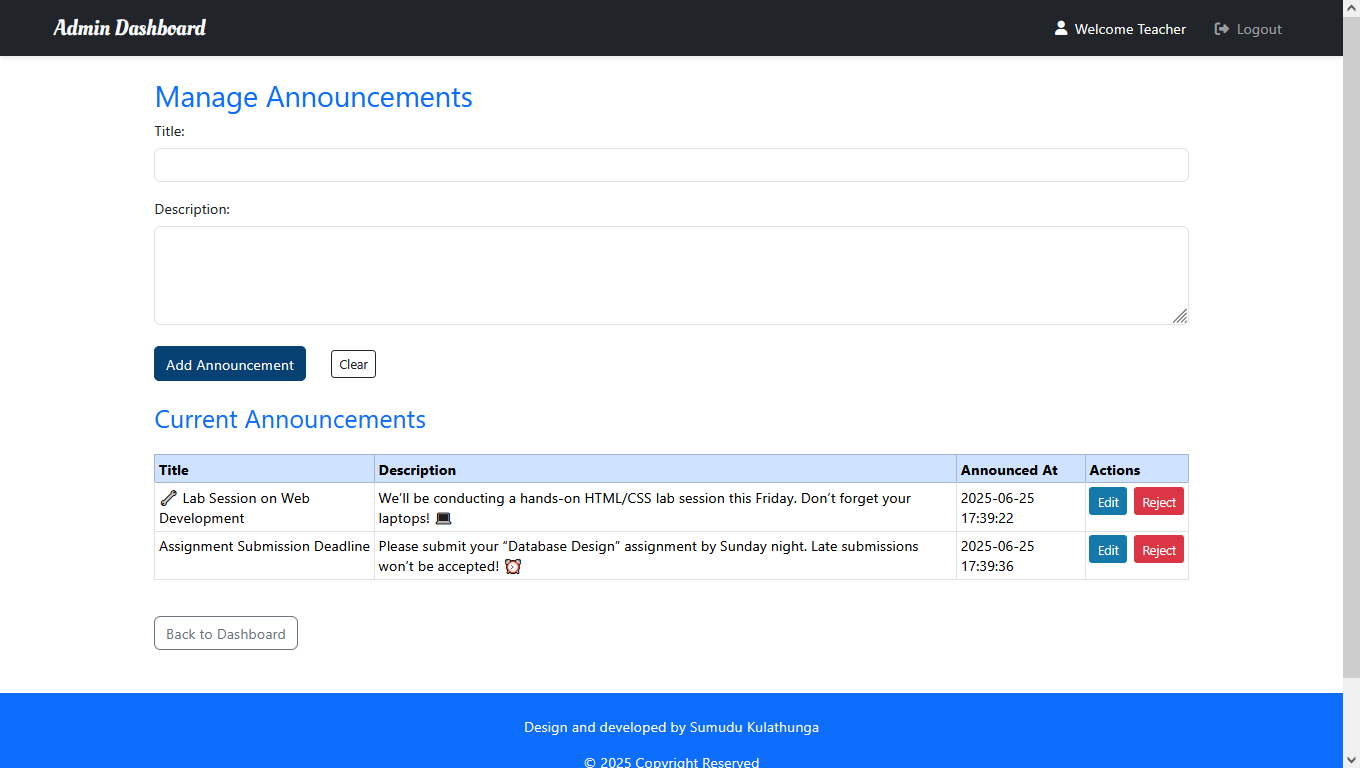 Admin Dashboard
Welcome Teacher
Logout
Manage Announcements
Title:
Description:
Add Announcement
Clear
Current Announcements
Title Description Announced At Actions
🔧 Lab Session on Web
Development
We’ll be conducting a hands-on HTML/CSS lab session this Friday. Don’t forget your
laptops! 💻
2025-06-25
17:39:22
Edit Reject
Assignment Submission Deadline
Please submit your “Database Design” assignment by Sunday night. Late submissions
won’t be accepted! ⏰
2025-06-25
17:39:36
Edit Reject
Back to Dashboard
Design and developed by Sumudu Kulathunga
© 2025 Copyright Reserved